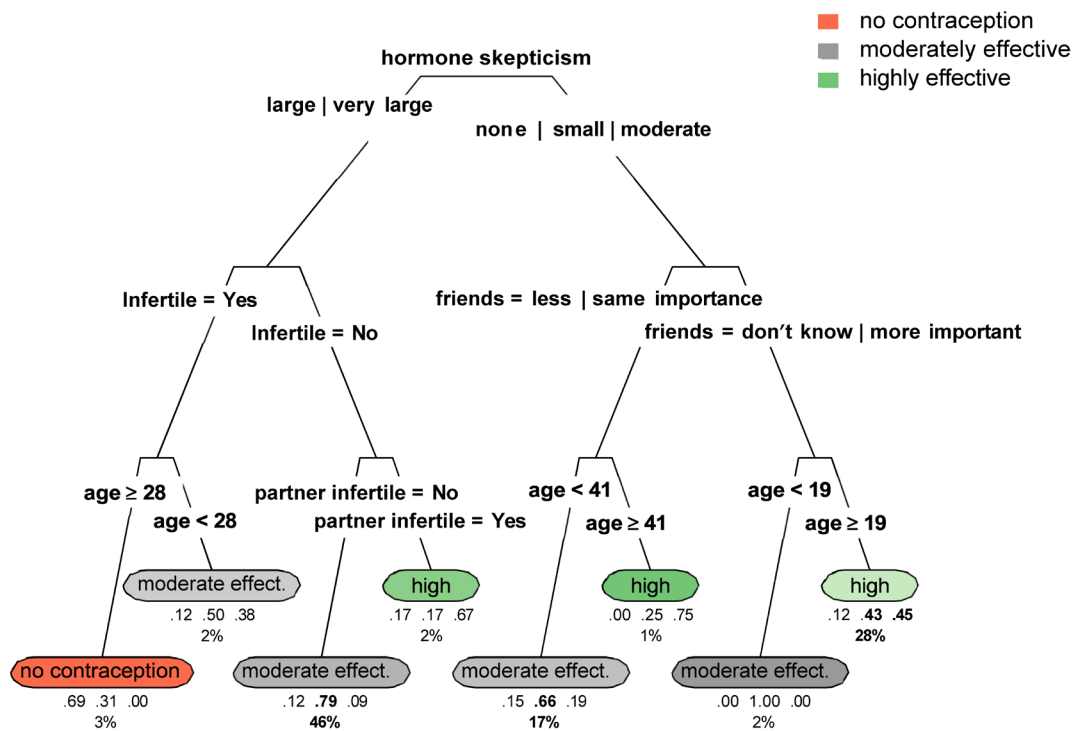 no contraception
moderately effective
highly effective
hormone skepticism
large | very large
none | small | moderate
Infertile = Yes
Infertile = No
friends = less | same importance
friends = don't know | more important
age ≥ 28
age < 28
partner infertile = No
partner infertile = Yes
age < 41
age ≥ 41
age < 19
age ≥ 19
moderate effect.
.12 .50 .38
2%
high
.17 .17 .67
2%
high
.00 .25 .75
1%
high
.12 .43 .45
28%
no contraception
.69 .31 .00
3%
moderate effect.
.12 .79 .09
46%
moderate effect.
.15 .66 .19
17%
moderate effect.
.00 1.00 .00
2%